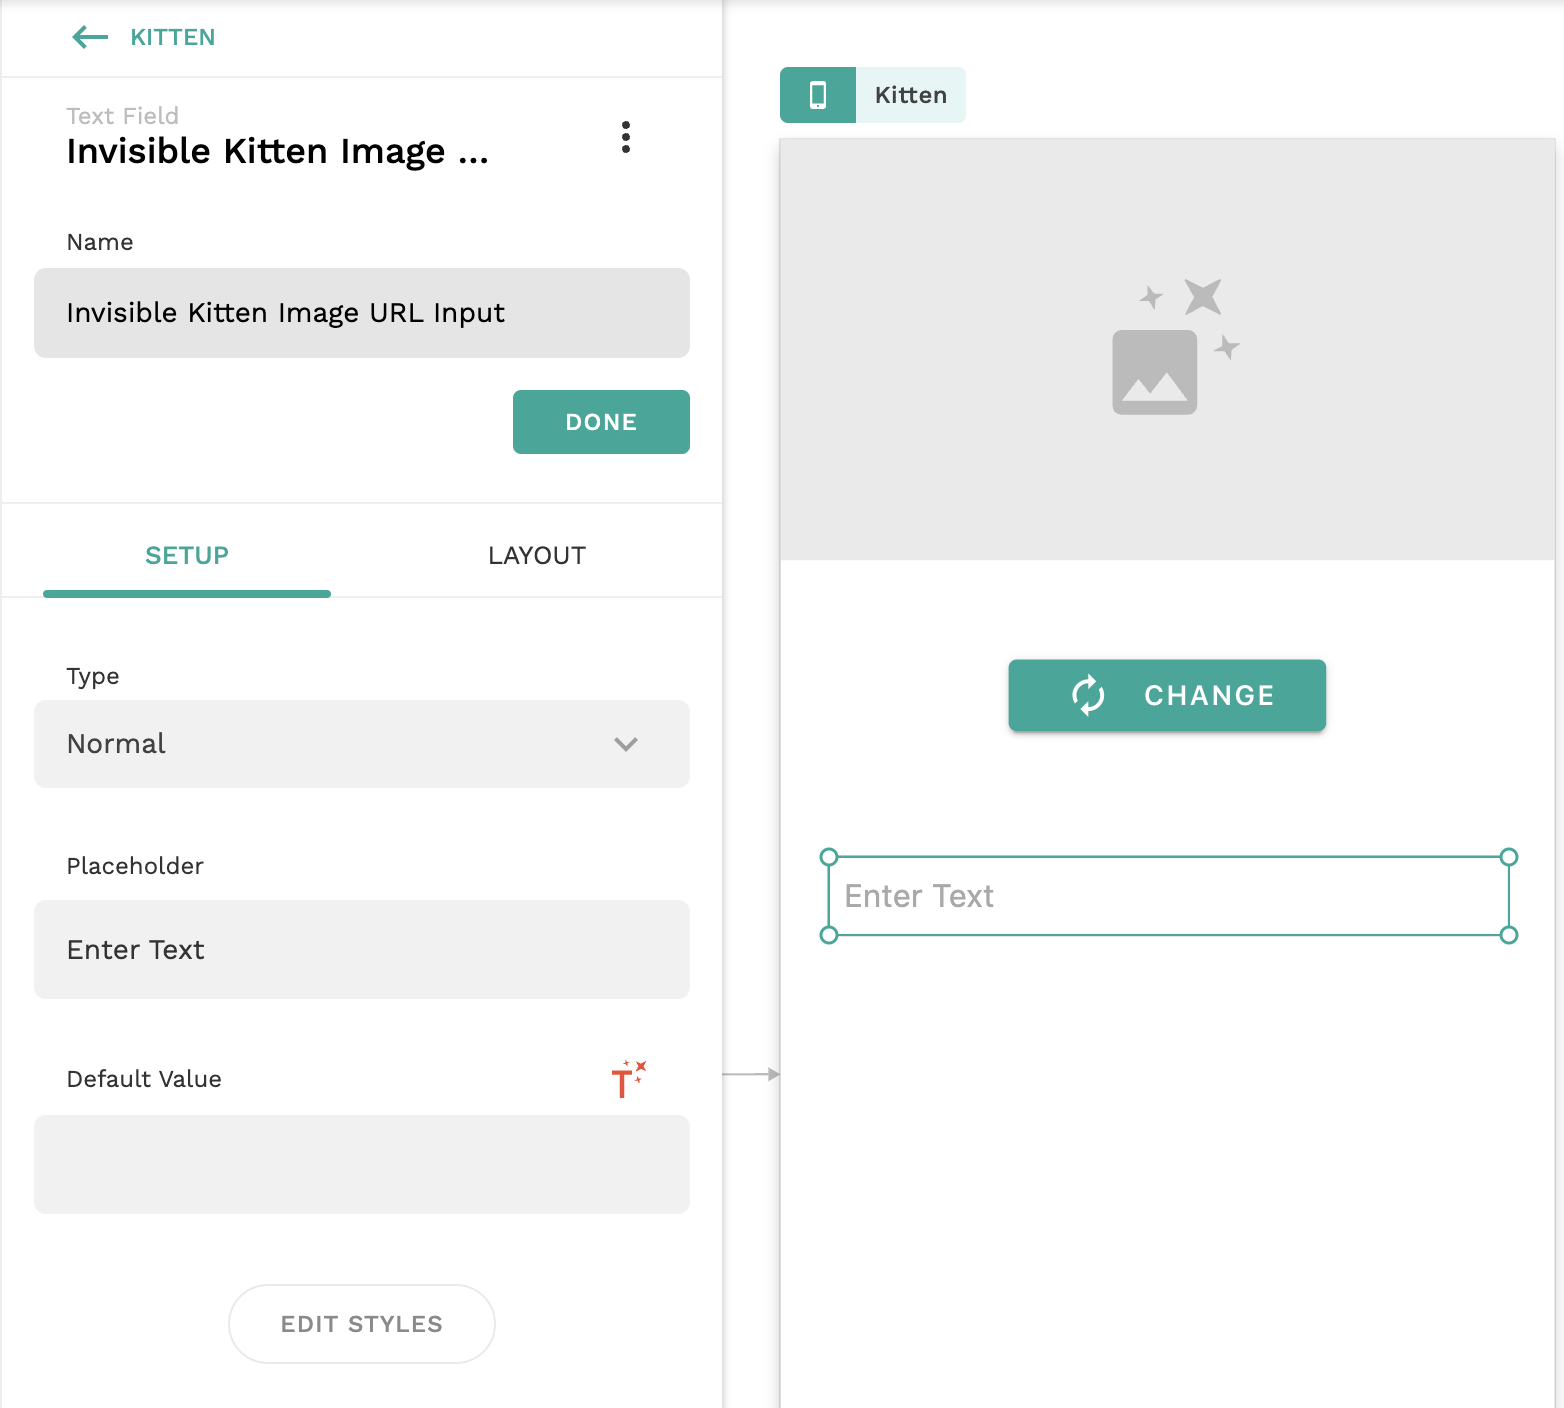 KITTEN
Text Field
Invisible Kitten Image ...
Name
Invisible Kitten Image URL Input
DONE
SETUP
LAYOUT
Type
Normal
Placeholder
Enter Text
Default Value
EDIT STYLES
Kitten
CHANGE
Enter Text